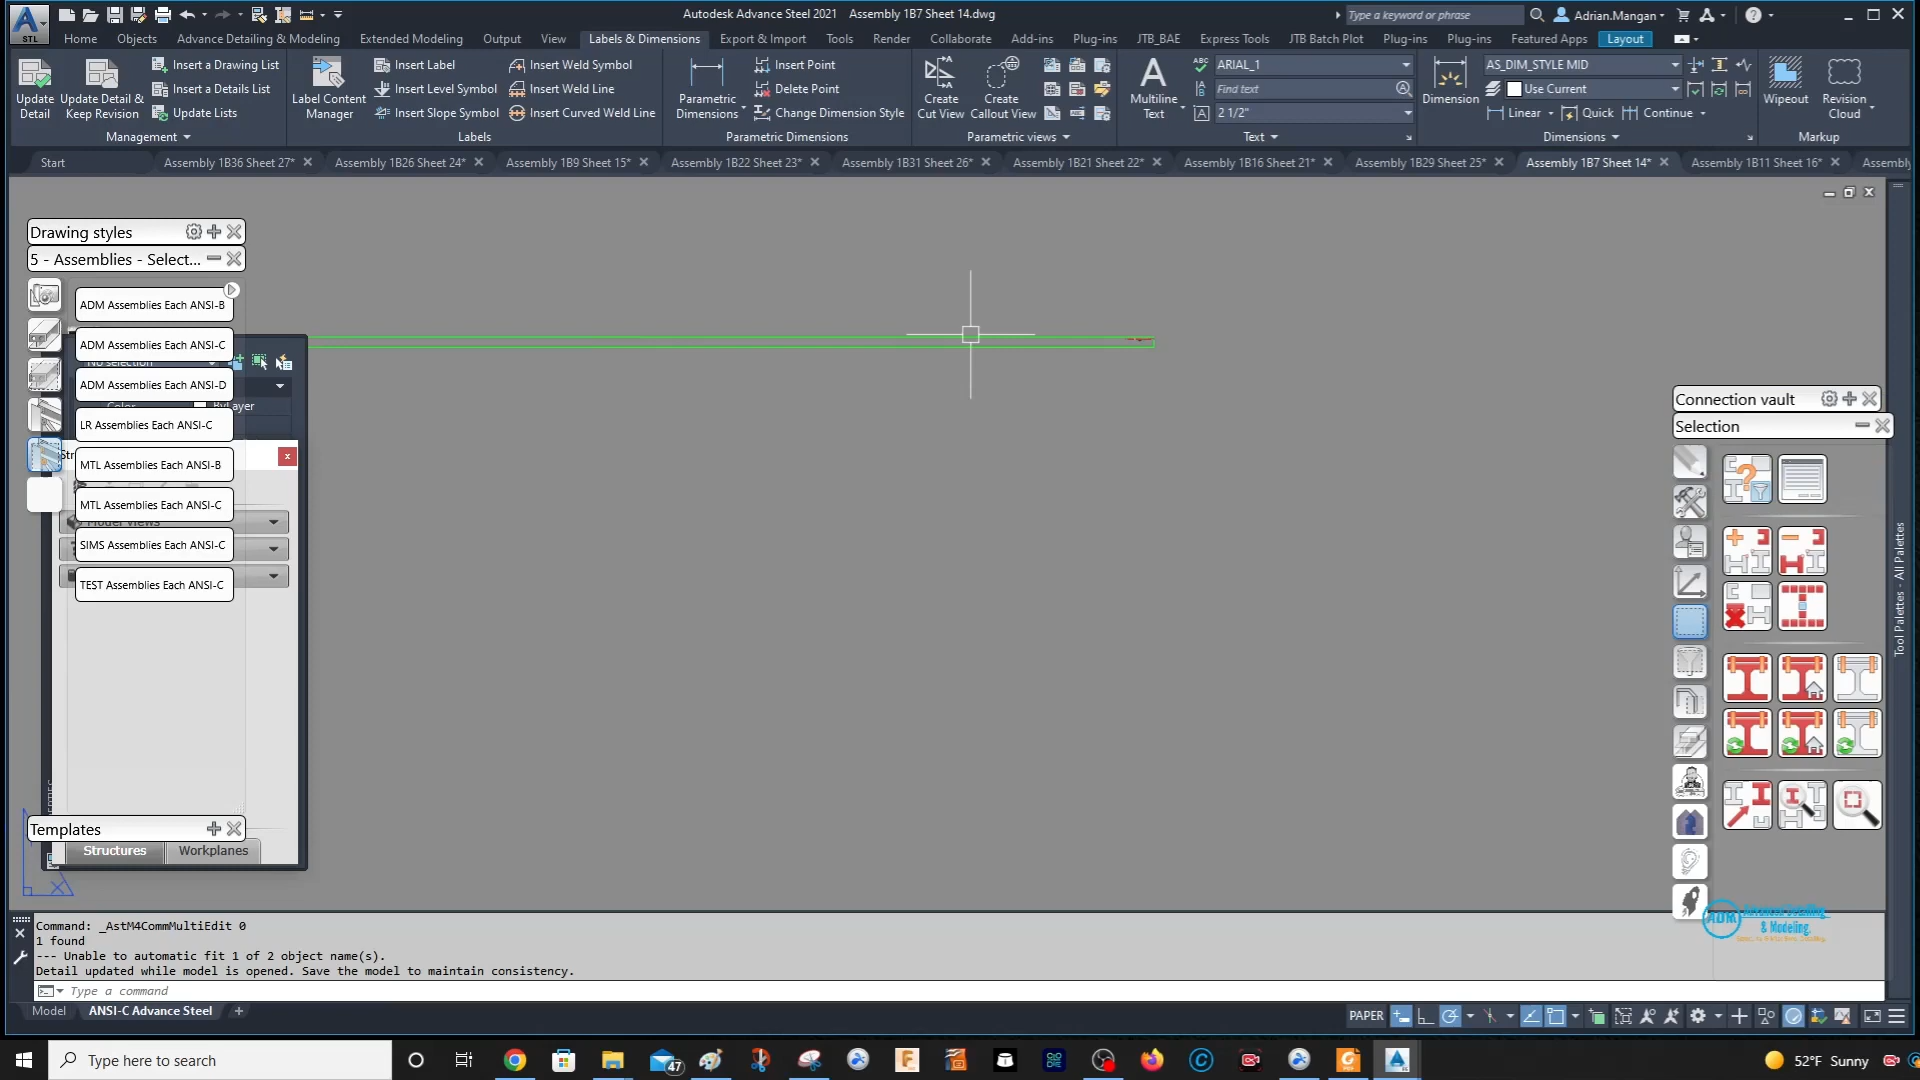 Autodesk Advance Steel 2021 Assembly 1B7 Sheet 14.dwg
Type a keyword or phrase
Adrian.Mangan
STL
Home Objects Advance Detailing & Modeling Extended Modeling Output View Labels & Dimensions Export & Import Tools Render Collaborate Add-ins Plug-ins JTB_BAE Express Tools JTB Batch Plot Plug-ins Plug-ins Featured Apps Layout
Update Detail
Update Detail & Keep Revision
Insert a Drawing List
Insert a Details List
Update Lists
Management
Label Content Manager
Insert Label
Insert Level Symbol
Insert Slope Symbol
Insert Weld Symbol
Insert Weld Line
Insert Curved Weld Line
Labels
Parametric Dimensions
Insert Point
Delete Point
Change Dimension Style
Parametric Dimensions
Create Cut View
Create Callout View
Parametric views
Multiline Text
ARIAL_1
Find text
2 1/2"
Text
Dimension
AS_DIM_STYLE MID
Use Current
Linear Quick Continue
Dimensions
Wipeout
Revision Cloud
Markup
Start Assembly 1B36 Sheet 27* Assembly 1B26 Sheet 24* Assembly 1B9 Sheet 15* Assembly 1B22 Sheet 23* Assembly 1B31 Sheet 26* Assembly 1B21 Sheet 22* Assembly 1B16 Sheet 21* Assembly 1B29 Sheet 25* Assembly 1B7 Sheet 14* Assembly 1B11 Sheet 16* Assembly
Drawing styles
5 - Assemblies - Select...
ADM Assemblies Each ANSI-B
ADM Assemblies Each ANSI-C
No selection
ADM Assemblies Each ANSI-D
Color ByLayer
LR Assemblies Each ANSI-C
MTL Assemblies Each ANSI-B
MTL Assemblies Each ANSI-C
Model Views
SIMS Assemblies Each ANSI-C
TEST Assemblies Each ANSI-C
Templates
Structures Workplanes
Connection vault
Selection
Tool Palettes - All Palettes
ADM Advanced Detailing & Modeling.
Command: _AstM4CommMultiEdit 0
1 found
--- Unable to automatic fit 1 of 2 object name(s).
Detail updated while model is opened. Save the model to maintain consistency.
Type a command
Model ANSI-C Advance Steel +
PAPER
Type here to search
47
52°F Sunny